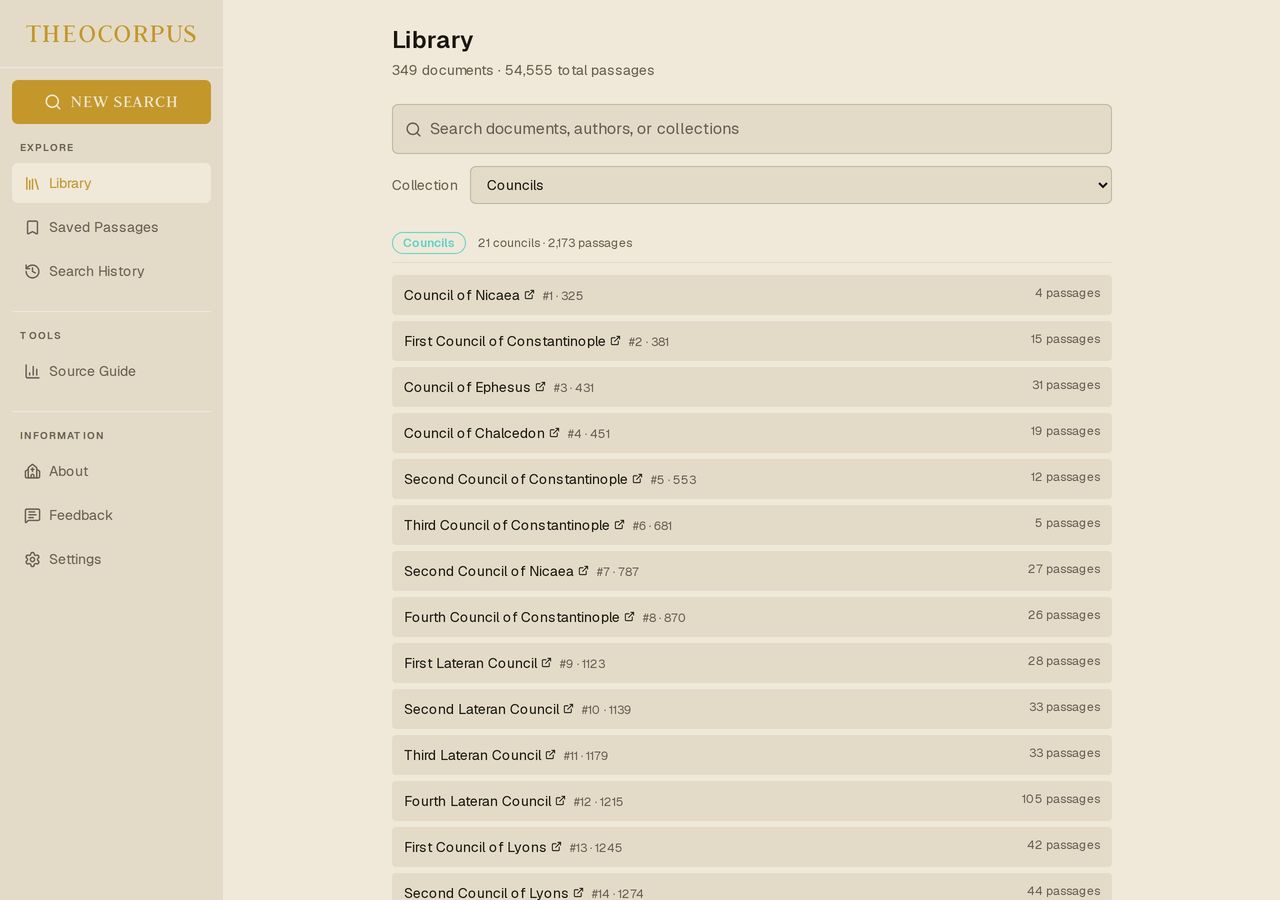 THEOCORPUS
NEW SEARCH
EXPLORE
Library
Saved Passages
Search History
TOOLS
Source Guide
INFORMATION
About
Feedback
Settings
Library
349 documents · 54,555 total passages
Search documents, authors, or collections
Collection Councils
Councils 21 councils · 2,173 passages
Council of Nicaea #1 · 325 4 passages
First Council of Constantinople #2 · 381 15 passages
Council of Ephesus #3 · 431 31 passages
Council of Chalcedon #4 · 451 19 passages
Second Council of Constantinople #5 · 553 12 passages
Third Council of Constantinople #6 · 681 5 passages
Second Council of Nicaea #7 · 787 27 passages
Fourth Council of Constantinople #8 · 870 26 passages
First Lateran Council #9 · 1123 28 passages
Second Lateran Council #10 · 1139 33 passages
Third Lateran Council #11 · 1179 33 passages
Fourth Lateran Council #12 · 1215 105 passages
First Council of Lyons #13 · 1245 42 passages
Second Council of Lyons #14 · 1274 44 passages